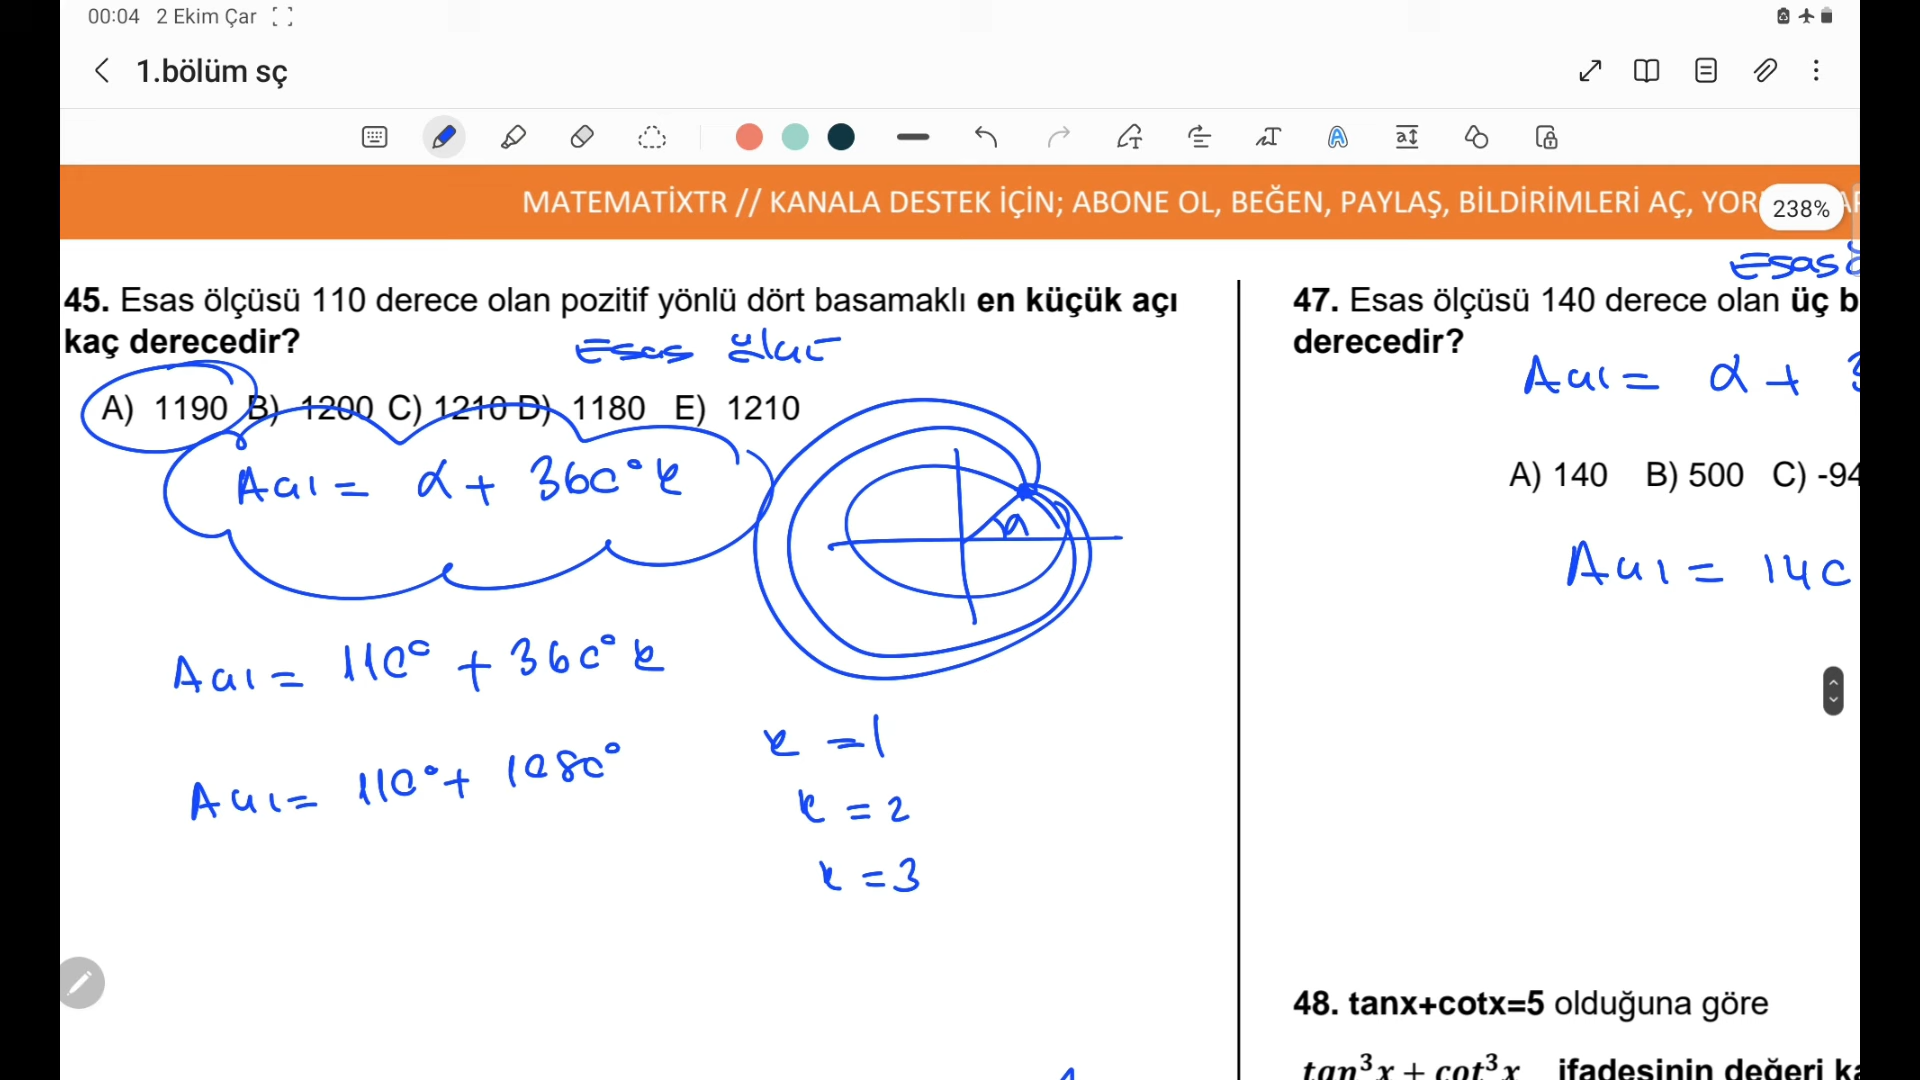 00:04 2 Ekim Çar
1.bölüm sç
MATEMATİXTR // KANALA DESTEK İÇİN; ABONE OL, BEĞEN, PAYLAŞ, BİLDİRİMLERİ AÇ,
238%
45. Esas ölçüsü 110 derece olan pozitif yönlü dört basamaklı en küçük açı
kaç derecedir?
Esas ölçü
A) 1190 B) 1200 C) 1210 D) 1180 E) 1210
Açı = α + 360° k
Açı = 110° + 360° k
Açı = 110° + 1080°
k = 1
k = 2
k = 3
Esas
47. Esas ölçüsü 140 derece olan üç b
derecedir?
Açı = α + 3
A) 140 B) 500 C) -94
Açı = 140
48. tanx+cotx=5 olduğuna göre
tan³x + cot³x ifadesinin değeri ka